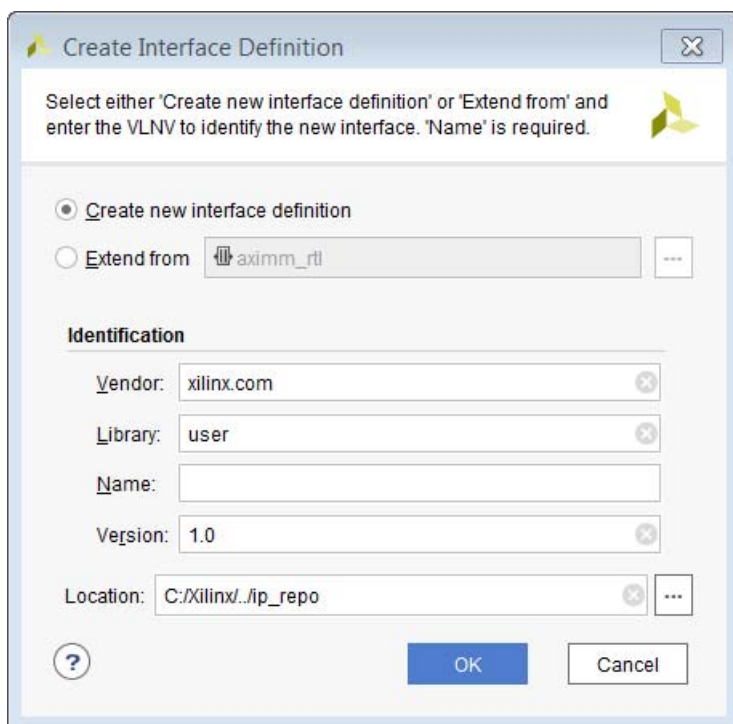 Create Interface Definition
Select either 'Create new interface definition' or 'Extend from' and
enter the VLNV to identify the new interface. 'Name' is required.
Create new interface definition
Extend from aximm_rtl ...
Identification
Vendor: xilinx.com
Library: user
Name:
Version: 1.0
Location: C:/Xilinx/../ip_repo ...
? OK Cancel